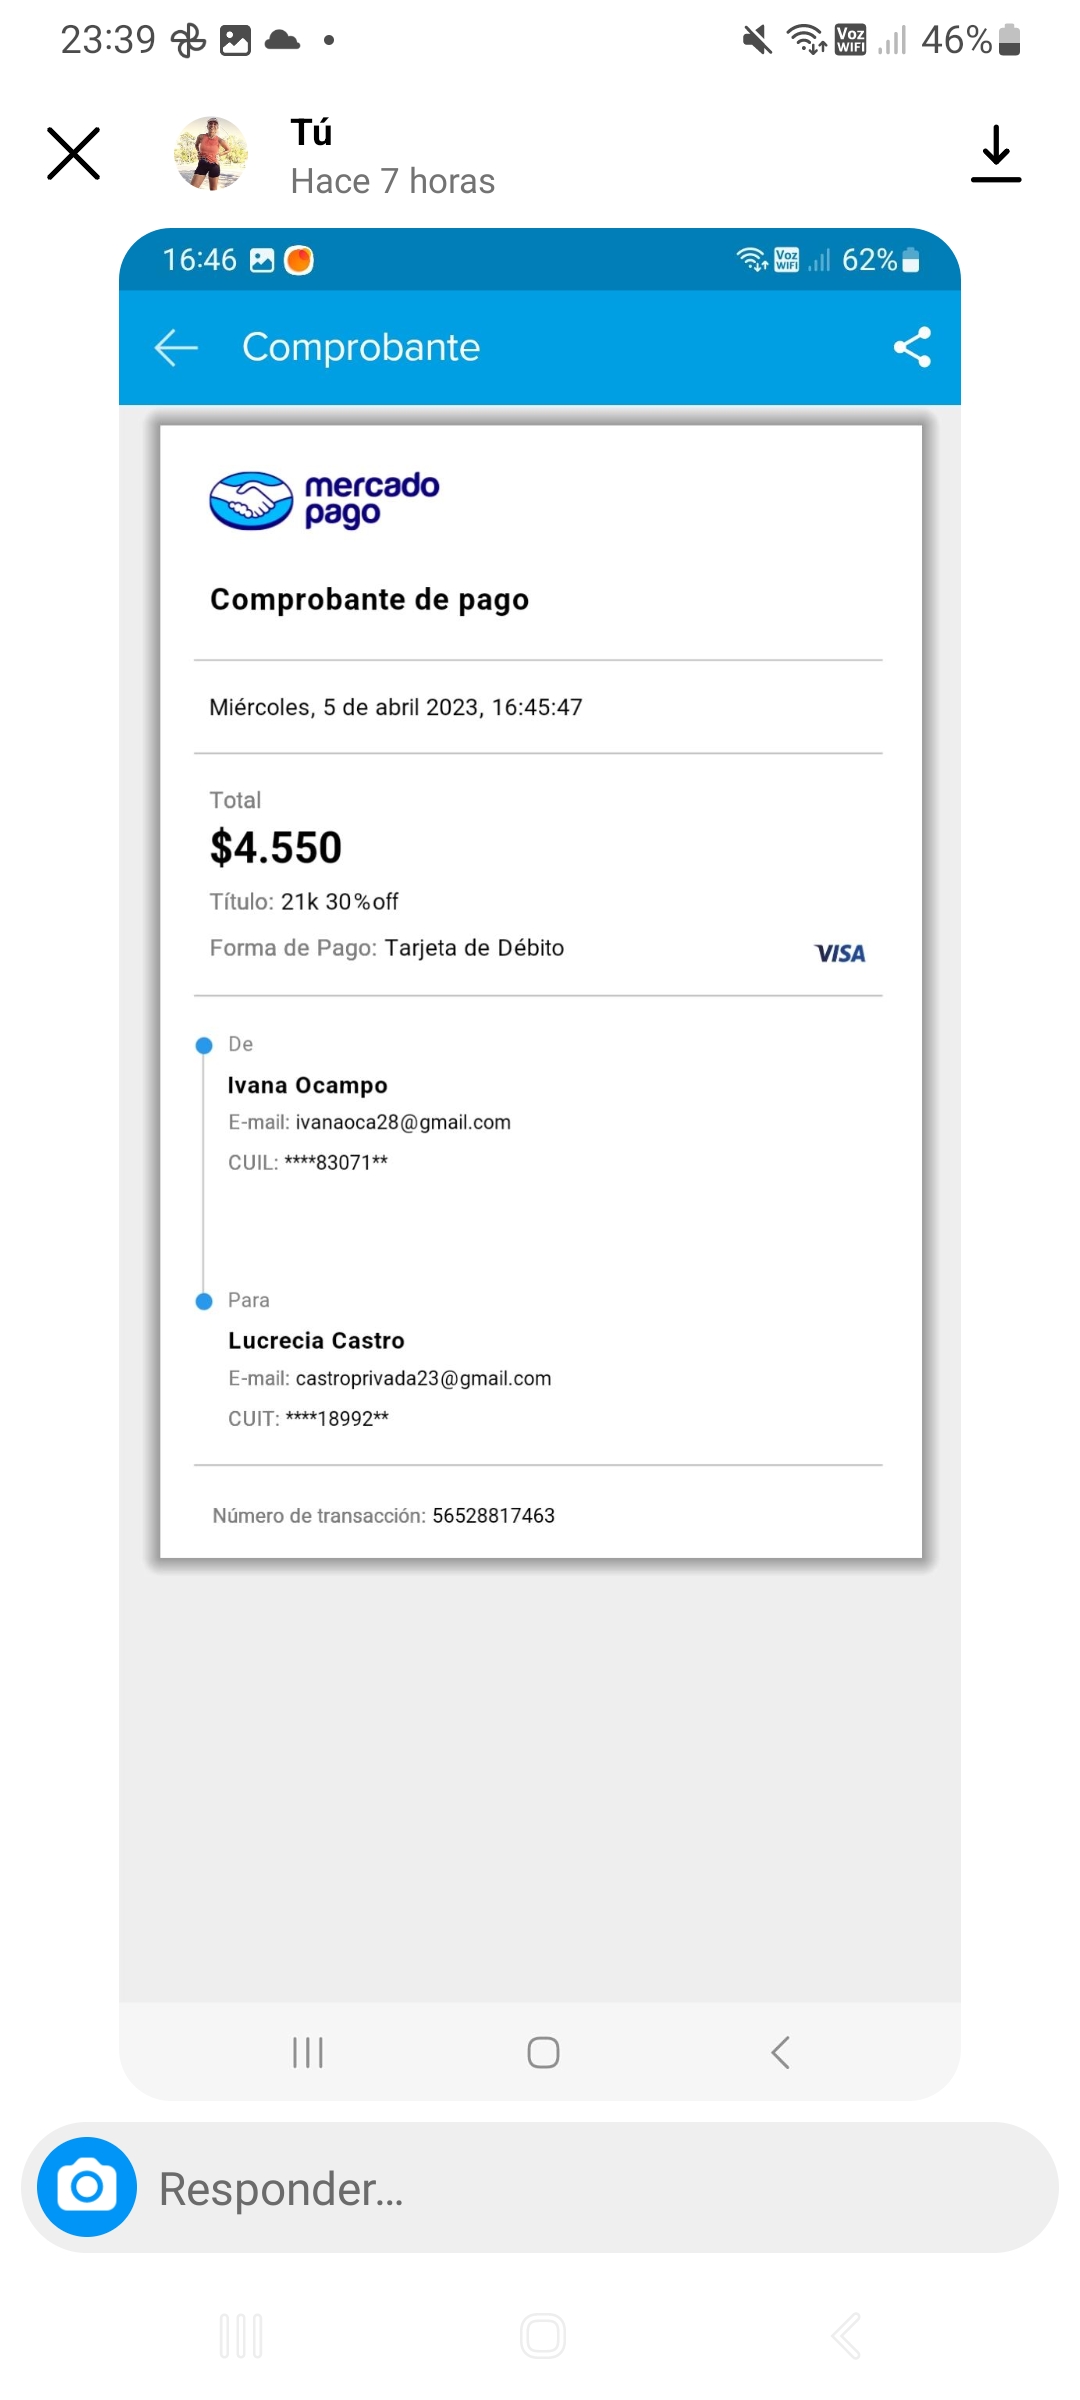 23:39
Voz WIFI
46%
Tú
Hace 7 horas
16:46
Voz WIFI
62%
Comprobante
mercado
pago
Comprobante de pago
Miércoles, 5 de abril 2023, 16:45:47
Total
$4.550
Título: 21k 30%off
Forma de Pago: Tarjeta de Débito
VISA
De
Ivana Ocampo
E-mail: ivanaoca28@gmail.com
CUIL: ****83071**
Para
Lucrecia Castro
E-mail: castroprivada23@gmail.com
CUIT: ****18992**
Número de transacción: 56528817463
Responder...